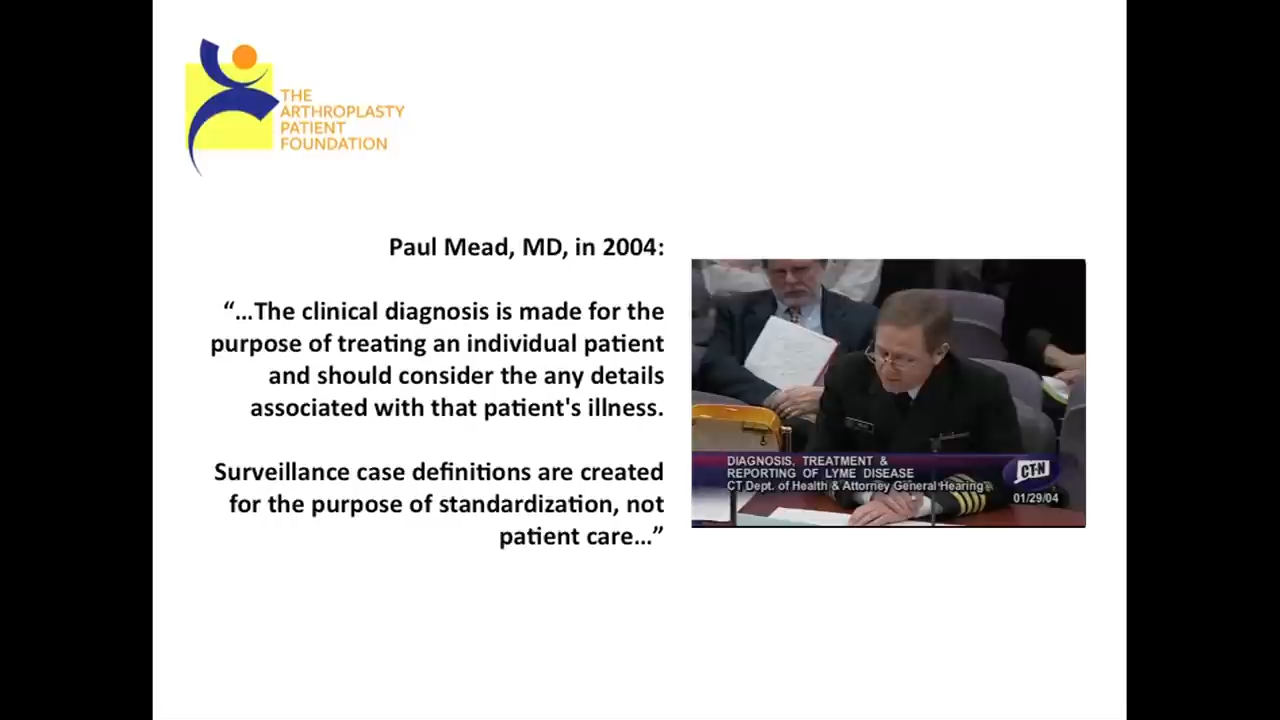 THE
ARTHROPLASTY
PATIENT
FOUNDATION
Paul Mead, MD, in 2004:
“...The clinical diagnosis is made for the
purpose of treating an individual patient
and should consider the any details
associated with that patient's illness.
Surveillance case definitions are created
for the purpose of standardization, not
patient care...”
DIAGNOSIS, TREATMENT &
REPORTING OF LYME DISEASE
CT Dept. of Health & Attorney General Hearing
CT-N
01/29/04